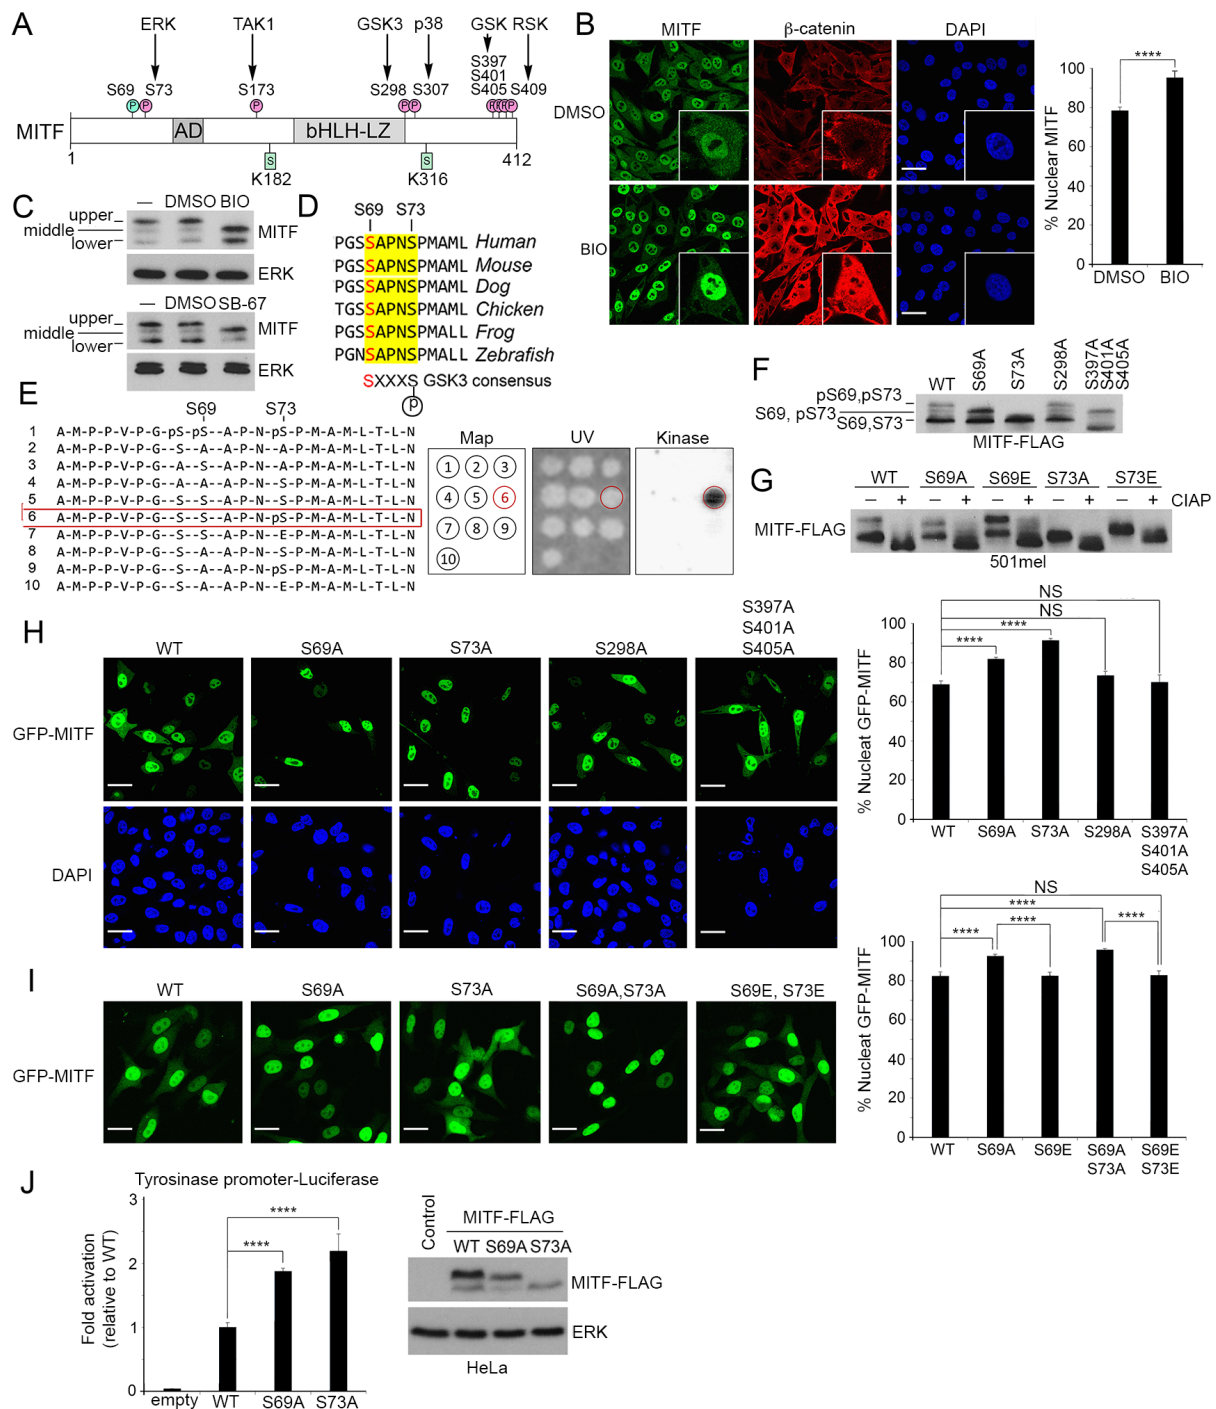 A
ERK TAK1 GSK3 p38 GSK RSK
S397
S401
S69 S73 S173 S298 S307 S405 S409
P P P P P P P P P
MITF AD bHLH-LZ
1 412
S S
K182 K316
B
MITF β-catenin DAPI
DMSO
BIO
****
% Nuclear MITF
100
80
60
40
20
0
DMSO BIO
C
— DMSO BIO
upper
middle
lower
MITF
ERK
— DMSO SB-67
upper
middle
lower
MITF
ERK
D
S69 S73
PGSSAPNSPMAML Human
PGSSAPNSPMAML Mouse
PGSSAPNSPMAML Dog
TGSSAPNSPMAML Chicken
PGSSAPNSPMALL Frog
PGNSAPNSPMALL Zebrafish
SXXXS GSK3 consensus
p
E
S69 S73
1 A-M-P-P-V-P-G-pS-pS--A-P-N-pS-P-M-A-M-L-T-L-N
2 A-M-P-P-V-P-G--S--A--A-P-N--S-P-M-A-M-L-T-L-N
3 A-M-P-P-V-P-G--A--S--A-P-N--S-P-M-A-M-L-T-L-N
4 A-M-P-P-V-P-G--S--S--A-P-N--A-P-M-A-M-L-T-L-N
5 A-M-P-P-V-P-G--S--S--A-P-N--S-P-M-A-M-L-T-L-N
6 A-M-P-P-V-P-G--S--S--A-P-N-pS-P-M-A-M-L-T-L-N
7 A-M-P-P-V-P-G--S--S--A-P-N--E-P-M-A-M-L-T-L-N
8 A-M-P-P-V-P-G--S--A--A-P-N--S-P-M-A-M-L-T-L-N
9 A-M-P-P-V-P-G--S--A--A-P-N-pS-P-M-A-M-L-T-L-N
10 A-M-P-P-V-P-G--S--A--A-P-N--E-P-M-A-M-L-T-L-N
Map UV Kinase
1 2 3
4 5 6
7 8 9
10
F
WT S69A S73A S298A S397A S401A S405A
pS69,pS73
S69, pS73
S69,S73
MITF-FLAG
G
WT S69A S69E S73A S73E
— + — + — + — + — + CIAP
MITF-FLAG
501mel
H
S397A
S401A
WT S69A S73A S298A S405A
GFP-MITF
DAPI
NS
NS
****
****
% Nucleat GFP-MITF
100
80
60
40
20
0
WT S69A S73A S298A S397A
S401A
S405A
I
WT S69A S73A S69A,S73A S69E, S73E
GFP-MITF
NS
****
**** **** ****
% Nucleat GFP-MITF
100
80
60
40
20
0
WT S69A S69E S69A S69E
S73A S73E
J
Tyrosinase promoter-Luciferase
Fold activation
(relative to WT)
3
2
1
0
****
****
empty WT S69A S73A
Control
MITF-FLAG
WT S69A S73A
MITF-FLAG
ERK
HeLa